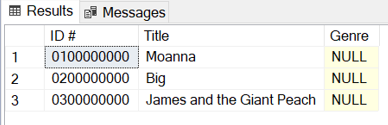 Results Messages
ID # Title Genre
1 0100000000 Moanna NULL
2 0200000000 Big NULL
3 0300000000 James and the Giant Peach NULL